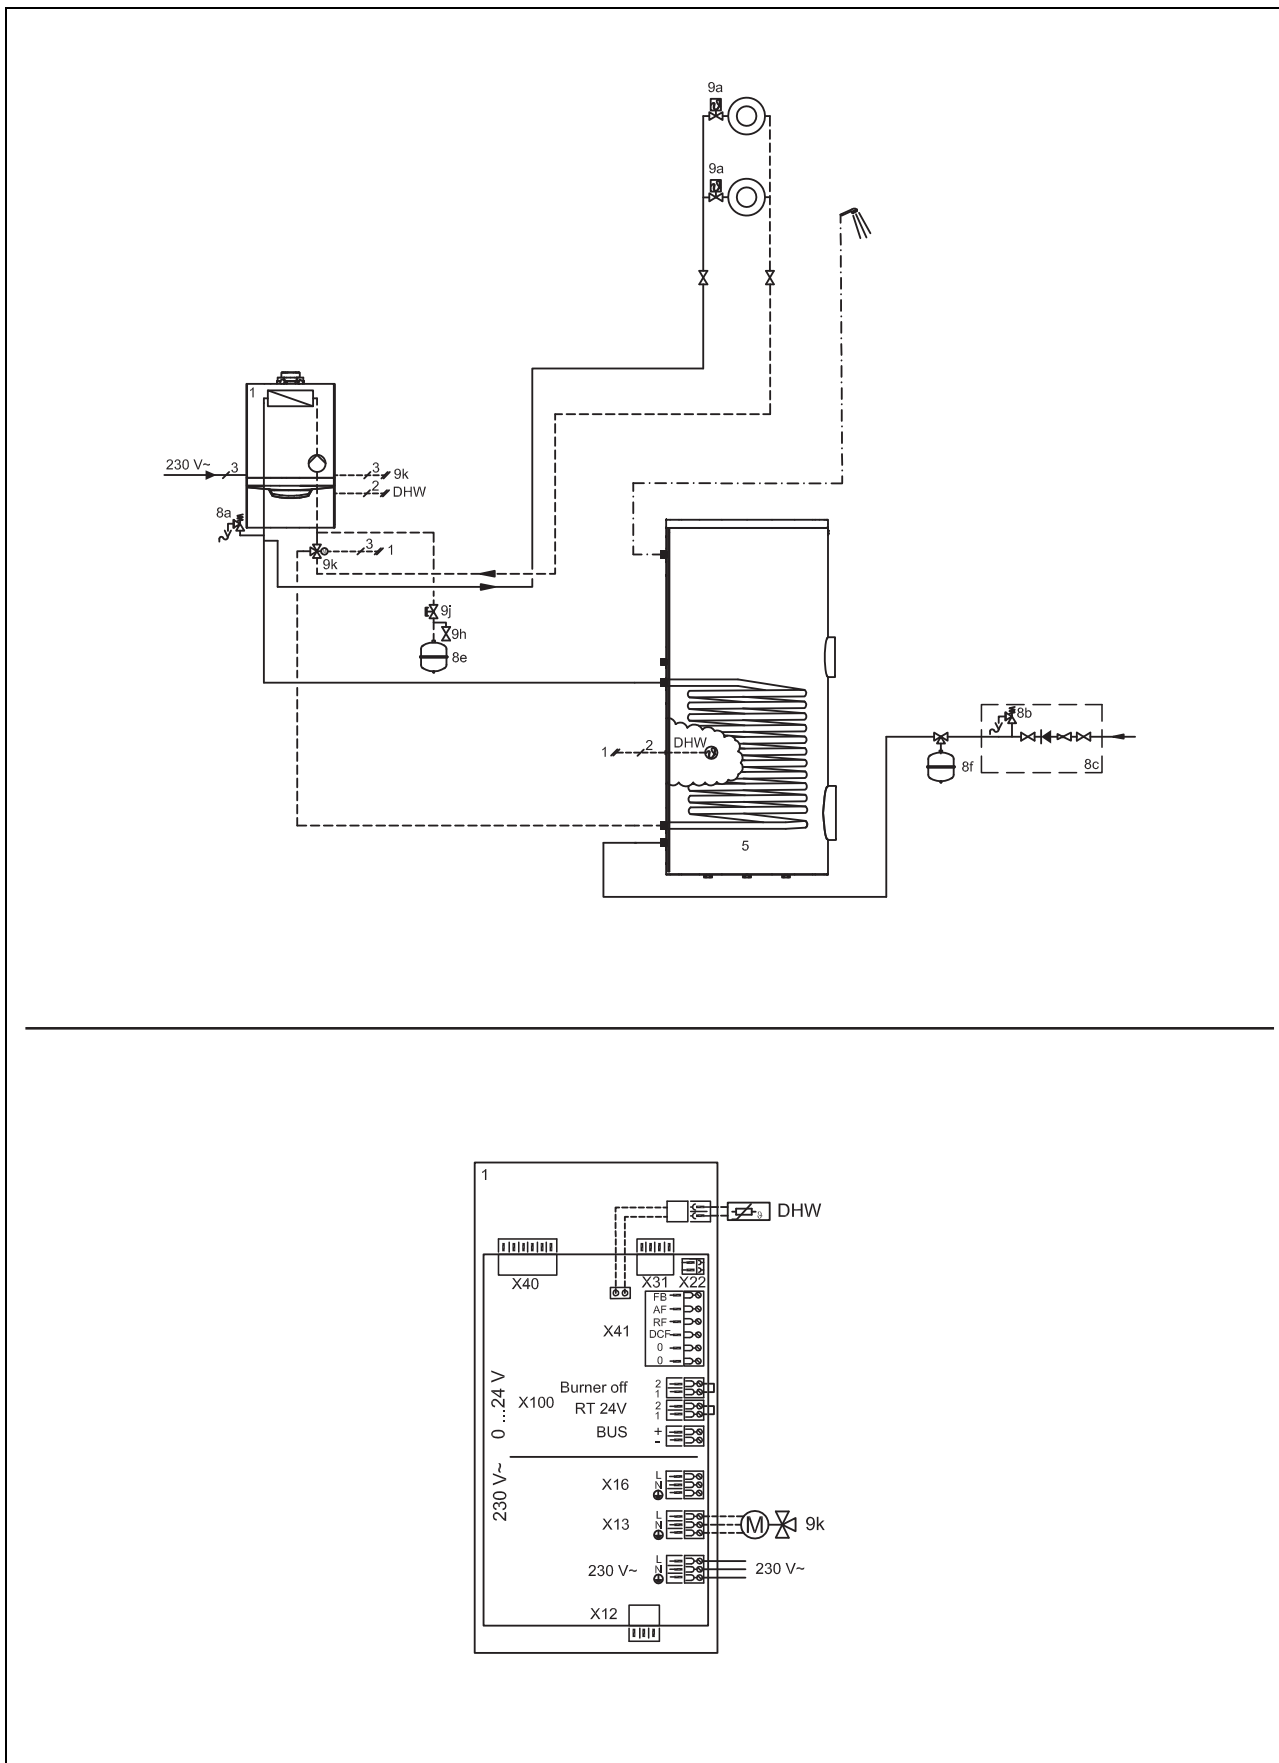 9a
9a
1
230 V~ 3
3 9k
2 DHW
8a
3 1
9k
9j
9h
8e
8b
1 2 DHW
8f
8c
5
1
DHW
X40
X31 X22
FB
AF
X41
RF
DCF
0
0
0 ...24 V
X100
Burner off
2
1
RT 24V
2
1
BUS
+
-
230 V~
X16
L
N
X13
L
N
M 9k
230 V~
L
N
230 V~
X12